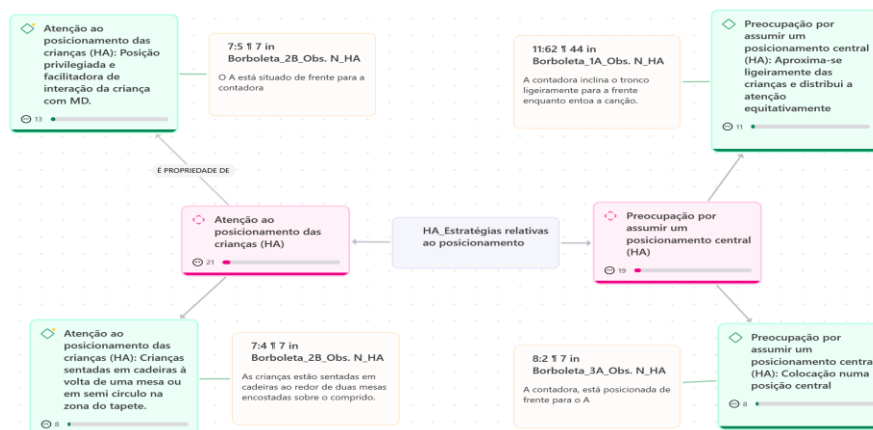 Atenção ao
posicionamento das
crianças (HA): Posição
privilegiada e
facilitadora de
interação da criança
com MD.
13
7:5 ¶ 7 in
Borboleta_2B_Obs. N_HA
O A está situado de frente para a
contadora
11:62 ¶ 44 in
Borboleta_1A_Obs. N_HA
A contadora inclina o tronco
ligeiramente para a frente
enquanto entoa a canção.
Preocupação por
assumir um
posicionamento central
(HA): Aproxima-se
ligeiramente das
crianças e distribui a
atenção
equitativamente
11
É PROPRIEDADE DE
Atenção ao
posicionamento das
crianças (HA)
21
HA_Estratégias relativas
ao posicionamento
Preocupação por
assumir um
posicionamento central
(HA)
19
Atenção ao
posicionamento das
crianças (HA): Crianças
sentadas em cadeiras à
volta de uma mesa ou
em semi circulo na
zona do tapete.
8
7:4 ¶ 7 in
Borboleta_2B_Obs. N_HA
As crianças estão sentadas em
cadeiras ao redor de duas mesas
encostadas sobre o comprido.
8:2 ¶ 7 in
Borboleta_3A_Obs. N_HA
A contadora, está posicionada de
frente para o A
Preocupação por
assumir um
posicionamento centra
(HA): Colocação numa
posição central
8